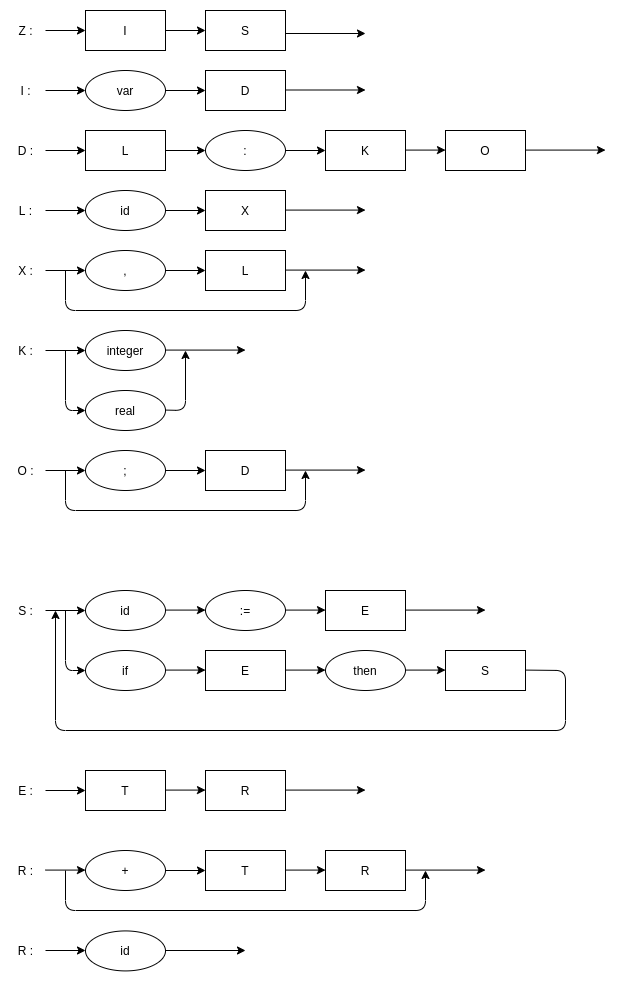 Z : I S
I : var D
D : L : K O
L : id X
X : , L
K : integer
real
O : ; D
S : id := E
if E then S
E : T R
R : + T R
R : id